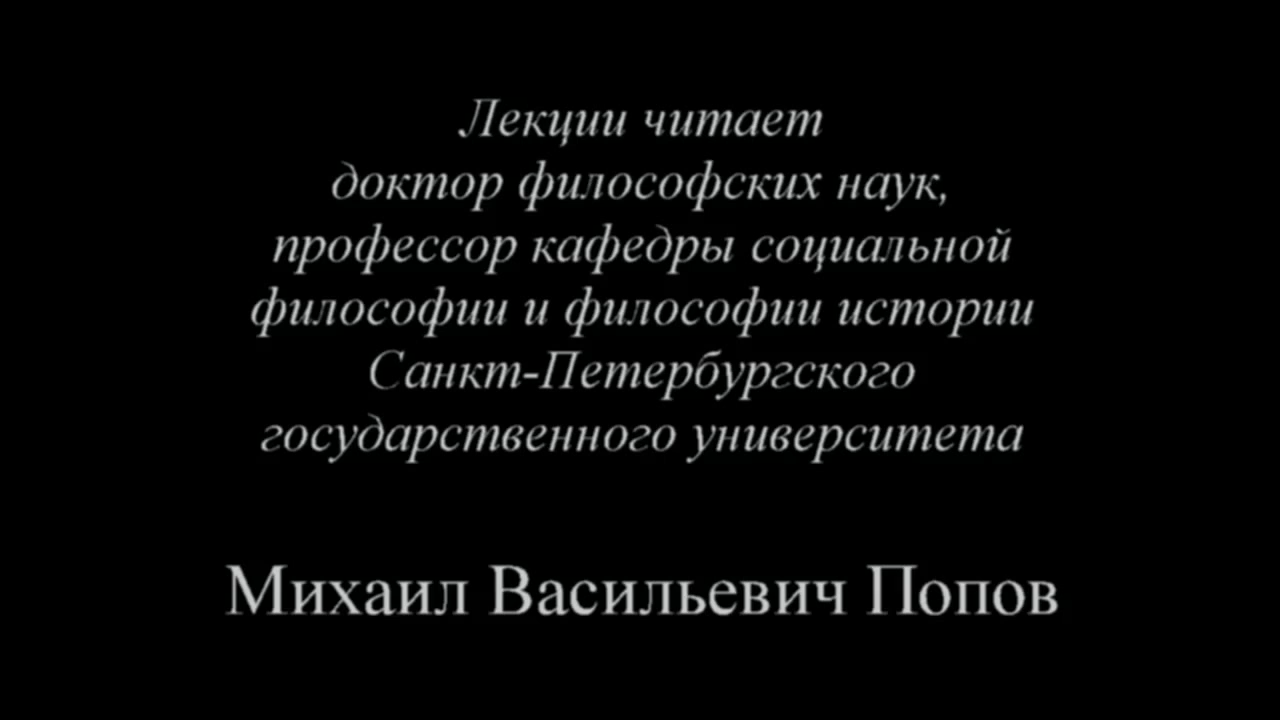 Лекции читает
доктор философских наук,
профессор кафедры социальной
философии и философии истории
Санкт-Петербургского
государственного университета
Михаил Васильевич Попов